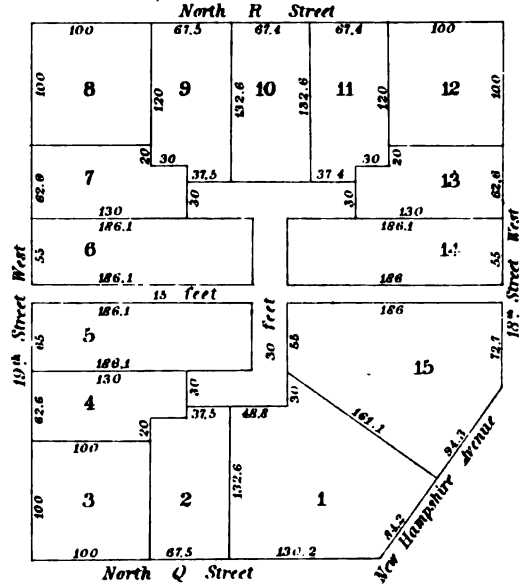 North R Street
100 67.5 67.4 67.4 100
100 8 120 9 132.6 10 132.6 11 120 12 100
20 30 30 20
62.6 7 37.5 37.4 13 62.6
30 30
130 130
186.1 186.1
55 6 14 55
186.1 186
15 feet
186.1 186
65 5 30 feet 55 15 72.7
186.1
130
62.6 4 30 30
20 37.5 48.8 161.1 94.3
100
100 3 2 132.6 1 84.2
100 67.5 130.2
North Q Street
19th Street West
18th Street West
New Hampshire Avenue